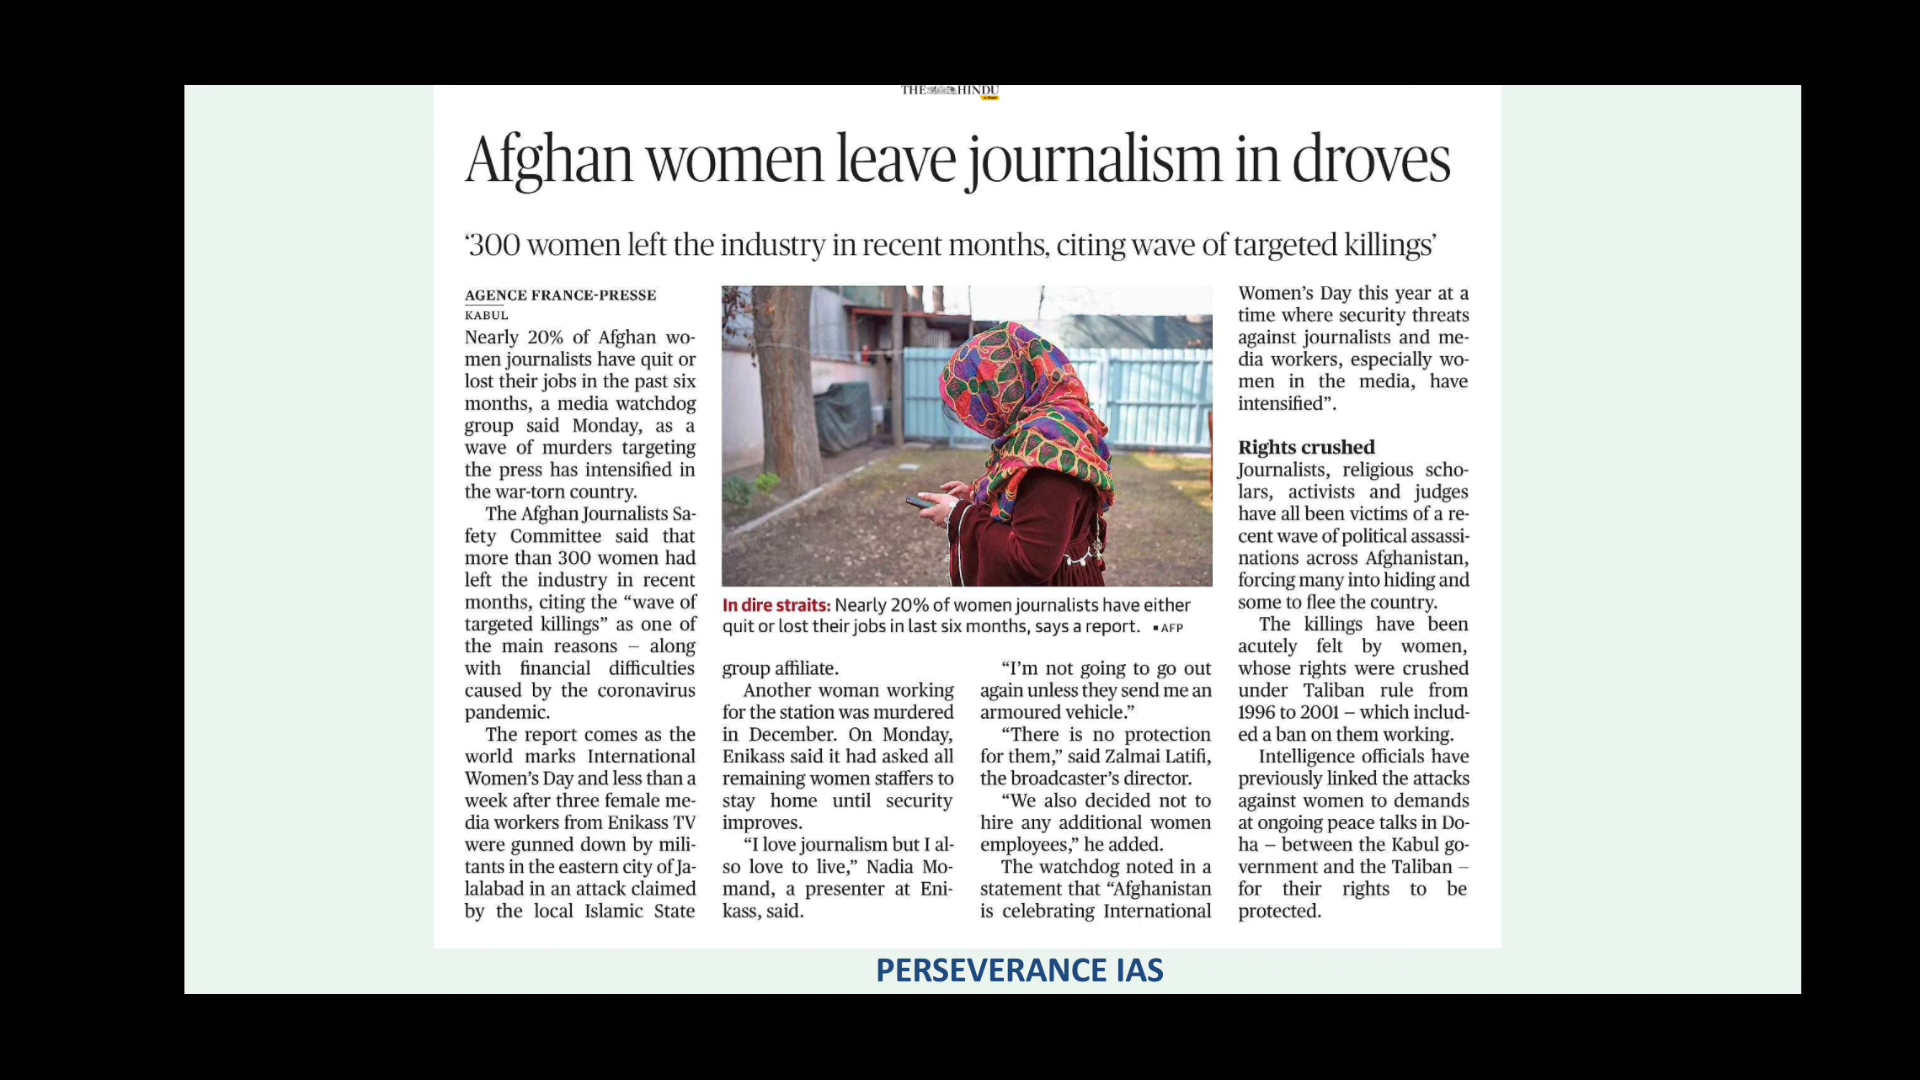 THE HINDU
Afghan women leave journalism in droves
‘300 women left the industry in recent months, citing wave of targeted killings’
AGENCE FRANCE-PRESSE
KABUL
Nearly 20% of Afghan wo-
men journalists have quit or
lost their jobs in the past six
months, a media watchdog
group said Monday, as a
wave of murders targeting
the press has intensified in
the war-torn country.
The Afghan Journalists Sa-
fety Committee said that
more than 300 women had
left the industry in recent
months, citing the “wave of
targeted killings” as one of
the main reasons – along
with financial difficulties
caused by the coronavirus
pandemic.
The report comes as the
world marks International
Women’s Day and less than a
week after three female me-
dia workers from Enikass TV
were gunned down by mili-
tants in the eastern city of Ja-
lalabad in an attack claimed
by the local Islamic State
In dire straits: Nearly 20% of women journalists have either
quit or lost their jobs in last six months, says a report. ▪ AFP
group affiliate.
Another woman working
for the station was murdered
in December. On Monday,
Enikass said it had asked all
remaining women staffers to
stay home until security
improves.
“I love journalism but I al-
so love to live,” Nadia Mo-
mand, a presenter at Eni-
kass, said.
“I’m not going to go out
again unless they send me an
armoured vehicle.”
“There is no protection
for them,” said Zalmai Latifi,
the broadcaster’s director.
“We also decided not to
hire any additional women
employees,” he added.
The watchdog noted in a
statement that “Afghanistan
is celebrating International
Women’s Day this year at a
time where security threats
against journalists and me-
dia workers, especially wo-
men in the media, have
intensified”.
Rights crushed
Journalists, religious scho-
lars, activists and judges
have all been victims of a re-
cent wave of political assassi-
nations across Afghanistan,
forcing many into hiding and
some to flee the country.
The killings have been
acutely felt by women,
whose rights were crushed
under Taliban rule from
1996 to 2001 – which includ-
ed a ban on them working.
Intelligence officials have
previously linked the attacks
against women to demands
at ongoing peace talks in Do-
ha – between the Kabul go-
vernment and the Taliban –
for their rights to be
protected.
PERSEVERANCE IAS